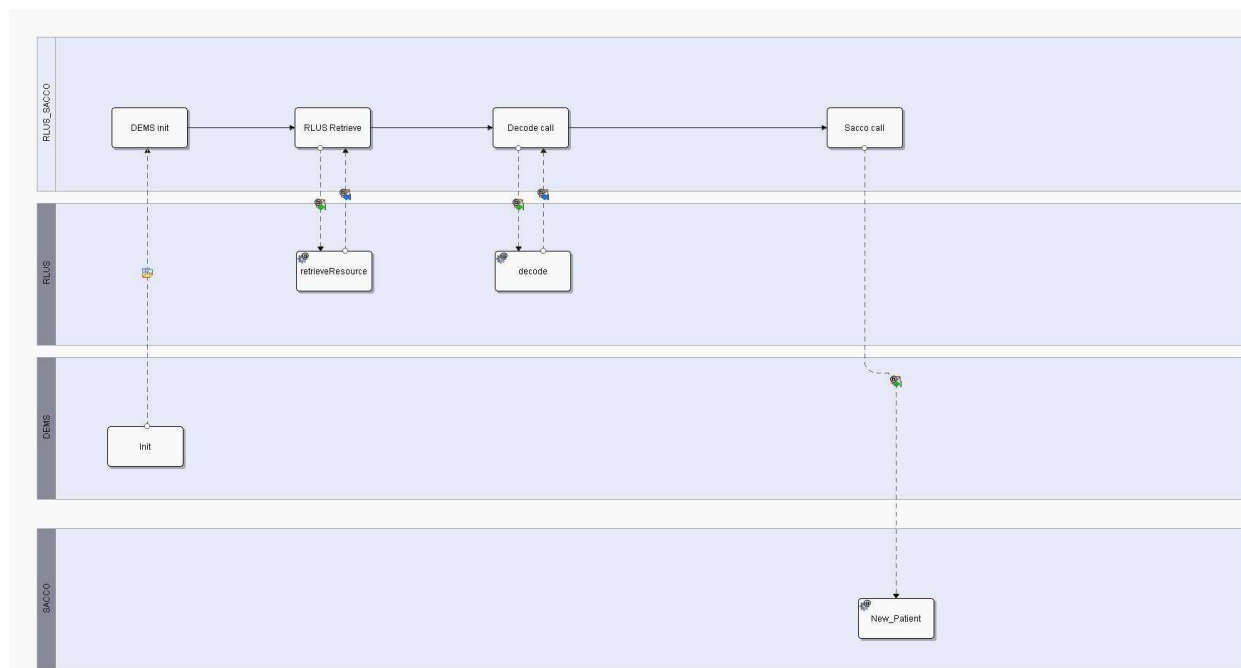 RLUS_SACCO
DEMS init
RLUS Retrieve
Decode call
Sacco call
RLUS
retrieveResource
decode
DEMS
Init
SACCO
New_Patient